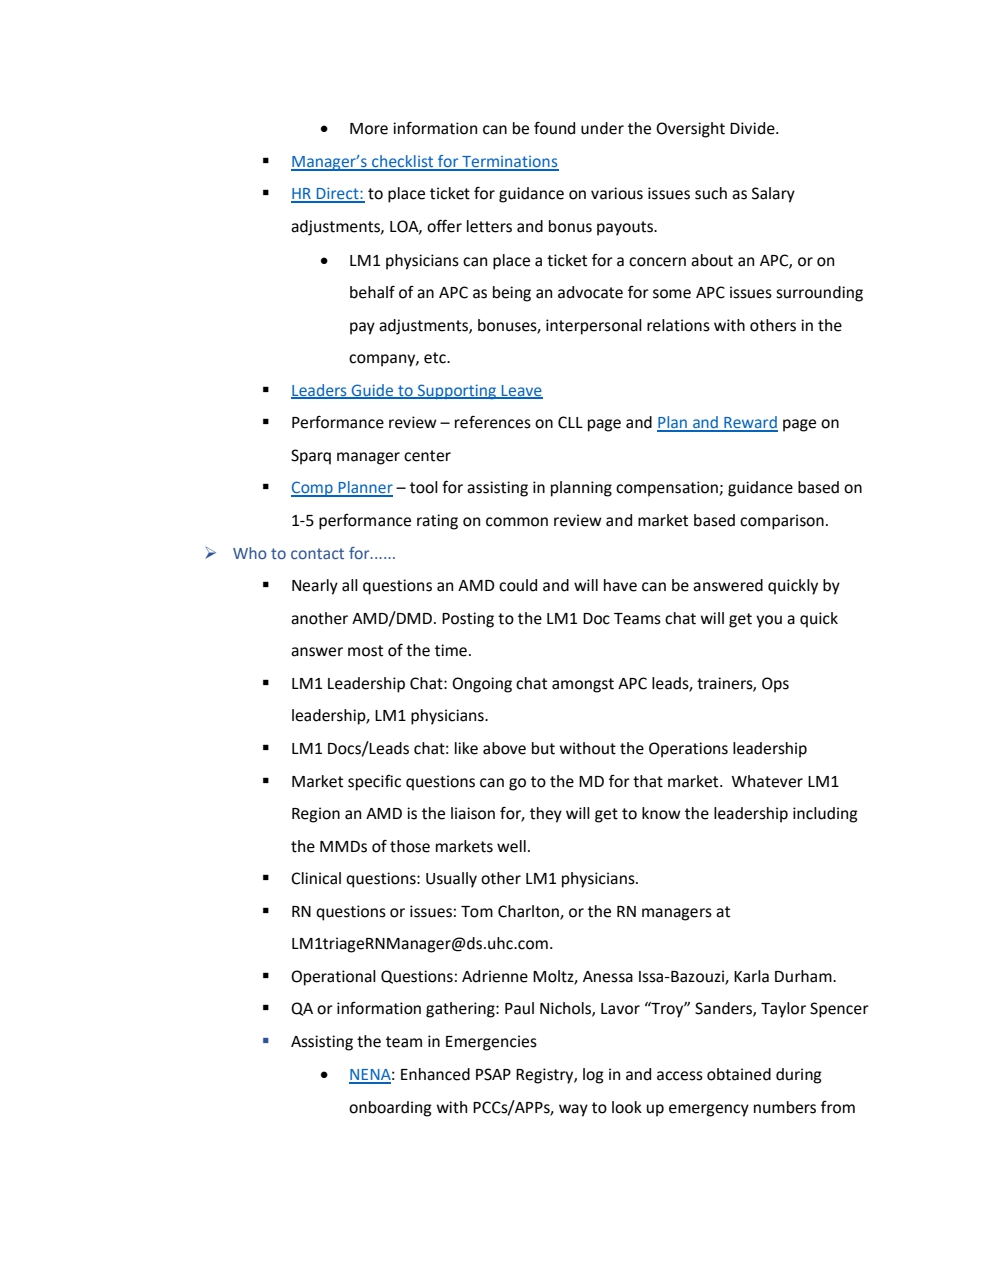 • More information can be found under the Oversight Divide.
▪ Manager’s checklist for Terminations
▪ HR Direct: to place ticket for guidance on various issues such as Salary
adjustments, LOA, offer letters and bonus payouts.
• LM1 physicians can place a ticket for a concern about an APC, or on
behalf of an APC as being an advocate for some APC issues surrounding
pay adjustments, bonuses, interpersonal relations with others in the
company, etc.
▪ Leaders Guide to Supporting Leave
▪ Performance review – references on CLL page and Plan and Reward page on
Sparq manager center
▪ Comp Planner – tool for assisting in planning compensation; guidance based on
1-5 performance rating on common review and market based comparison.
➢ Who to contact for......
▪ Nearly all questions an AMD could and will have can be answered quickly by
another AMD/DMD. Posting to the LM1 Doc Teams chat will get you a quick
answer most of the time.
▪ LM1 Leadership Chat: Ongoing chat amongst APC leads, trainers, Ops
leadership, LM1 physicians.
▪ LM1 Docs/Leads chat: like above but without the Operations leadership
▪ Market specific questions can go to the MD for that market.  Whatever LM1
Region an AMD is the liaison for, they will get to know the leadership including
the MMDs of those markets well.
▪ Clinical questions: Usually other LM1 physicians.
▪ RN questions or issues: Tom Charlton, or the RN managers at
LM1triageRNManager@ds.uhc.com.
▪ Operational Questions: Adrienne Moltz, Anessa Issa-Bazouzi, Karla Durham.
▪ QA or information gathering: Paul Nichols, Lavor “Troy” Sanders, Taylor Spencer
▪ Assisting the team in Emergencies
• NENA: Enhanced PSAP Registry, log in and access obtained during
onboarding with PCCs/APPs, way to look up emergency numbers from